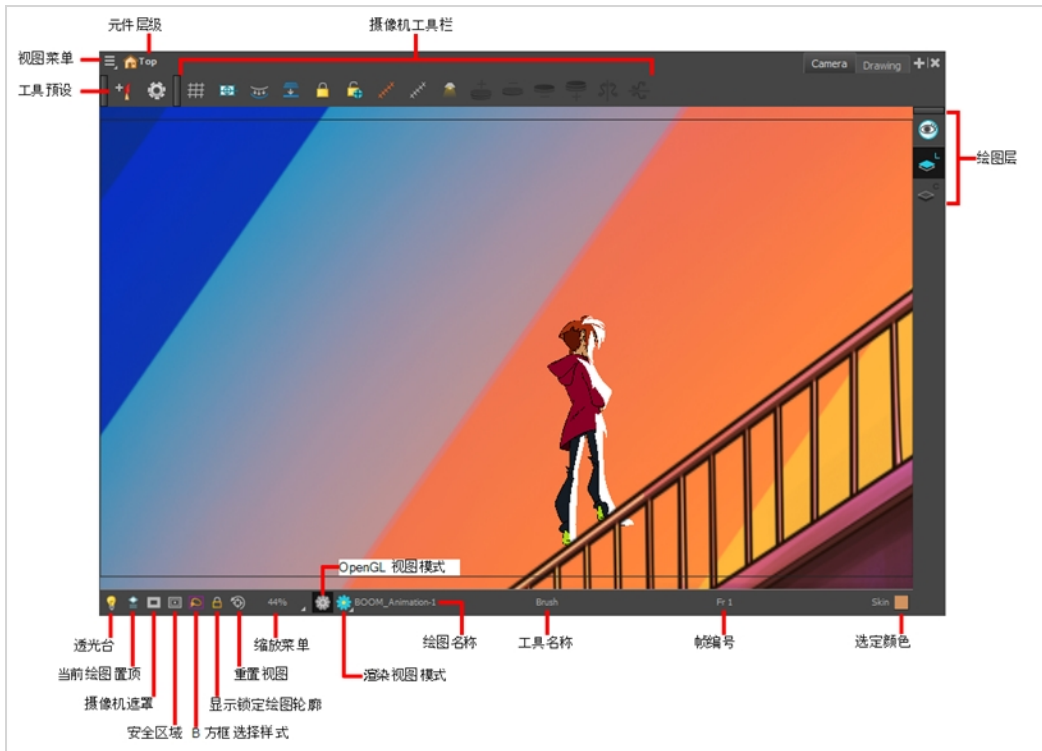 元件层级
摄像机工具栏
视图菜单
Top
Camera
Drawing
工具预设
绘图层
OpenGL 视图模式
44%
BOOM_Animation-1
Brush
Fr 1
Skin
透光台
缩放菜单
绘图名称
工具名称
帧编号
选定颜色
当前绘图置顶
重置视图
渲染视图模式
摄像机遮罩
显示锁定绘图轮廓
安全区域
B 方框选择样式